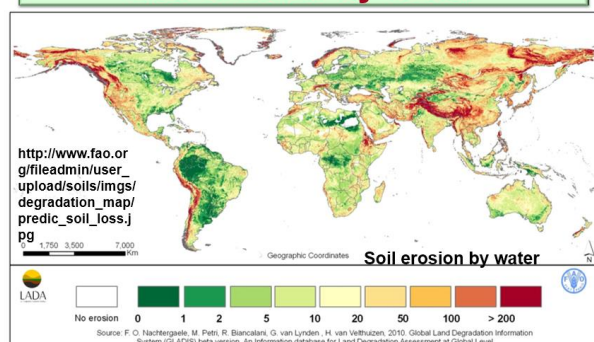 http://www.fao.or
g/fileadmin/user_
upload/soils/imgs/
degradation_map/
predic_soil_loss.j
pg
0 1,750 3,500 7,000
Km
Geographic Coordinates
Soil erosion by water
N
LADA
No erosion 0 1 2 5 10 20 50 100 > 200
Source: F. O. Nachtergaele, M. Petri, R. Biancalani, G. van Lynden, H. van Velthuizen, 2010. Global Land Degradation Information
System (GLADIS) beta version. An Information database for Land Degradation Assessment at Global Level